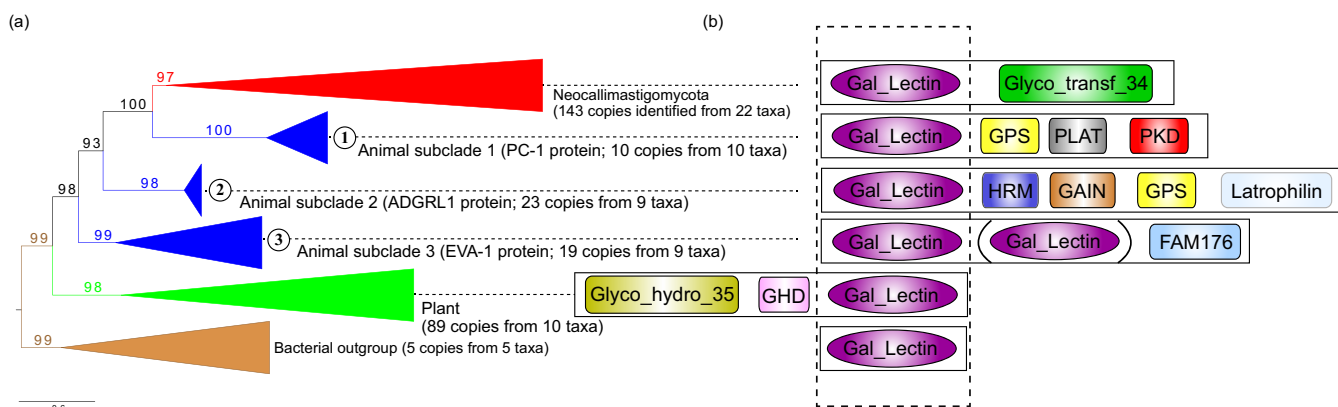 (a)
(b)
97
Neocallimastigomycota
(143 copies identified from 22 taxa)
Gal_Lectin Glyco_transf_34
100
100
1
Animal subclade 1 (PC-1 protein; 10 copies from 10 taxa)
Gal_Lectin GPS PLAT PKD
93
98
2
Animal subclade 2 (ADGRL1 protein; 23 copies from 9 taxa)
Gal_Lectin HRM GAIN GPS Latrophilin
98
99
3
Animal subclade 3 (EVA-1 protein; 19 copies from 9 taxa)
Gal_Lectin (Gal_Lectin) FAM176
99
98
Plant
(89 copies from 10 taxa)
Glyco_hydro_35 GHD Gal_Lectin
99
Bacterial outgroup (5 copies from 5 taxa)
Gal_Lectin